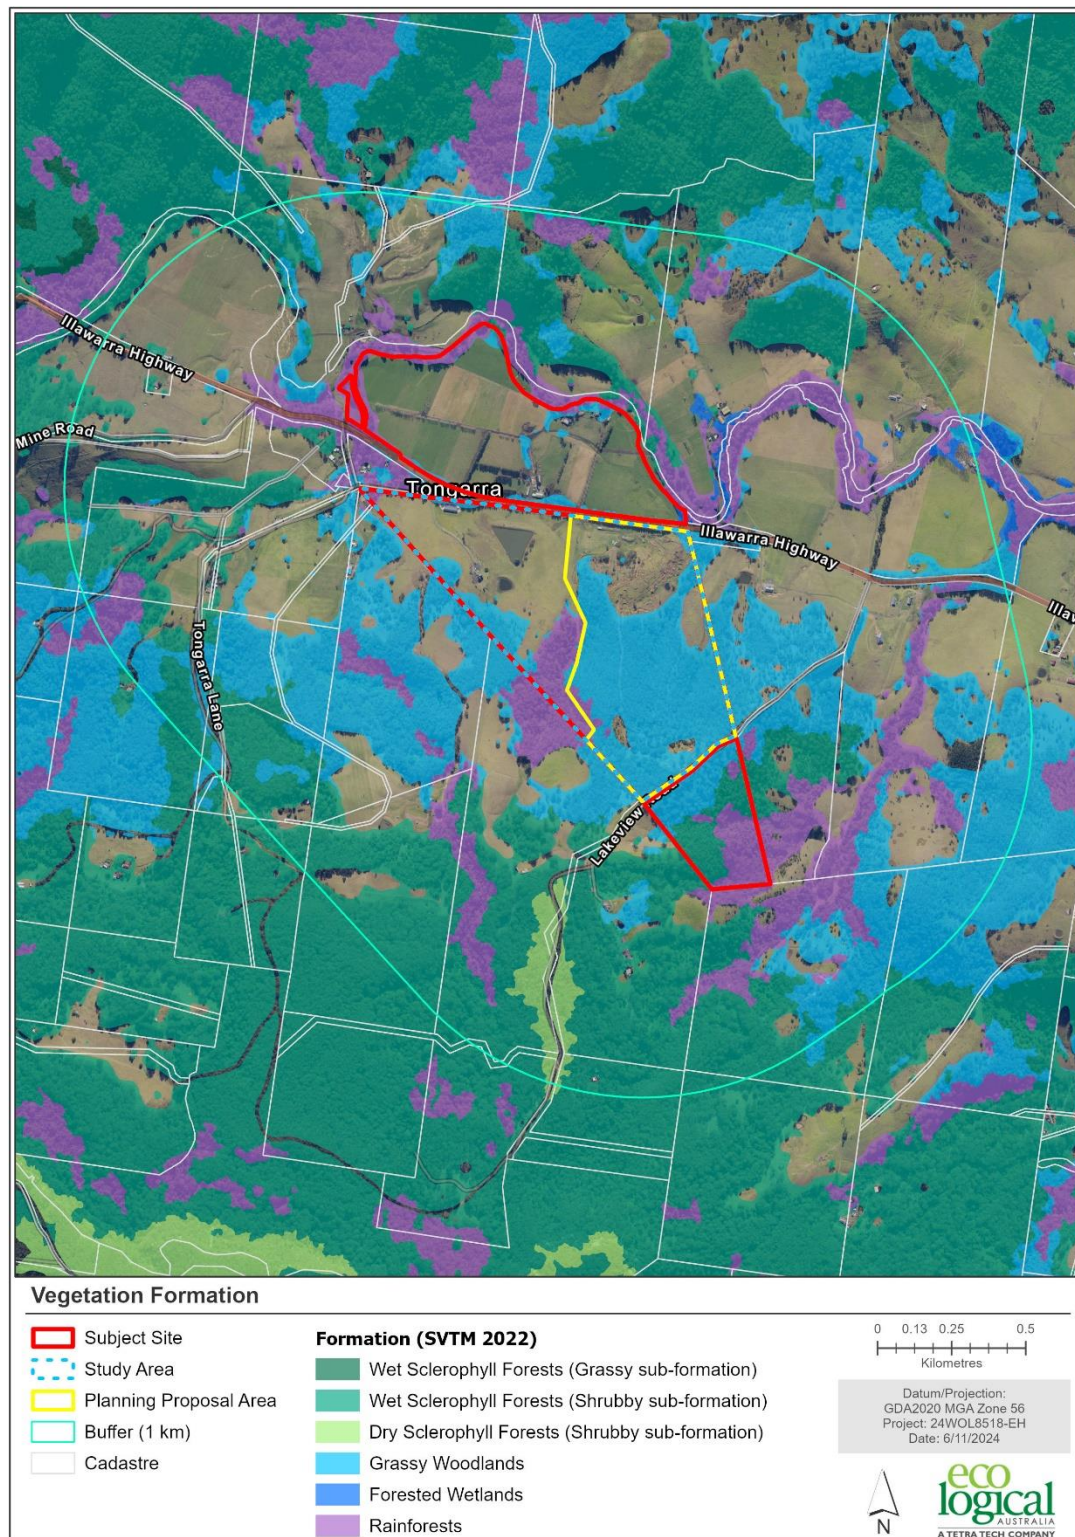 Illawarra Highway
Mine Road
Tongarra
Illawarra Highway
Tongarra Lane
Lakeview
Vegetation Formation
Subject Site
Study Area
Planning Proposal Area
Buffer (1 km)
Cadastre
Formation (SVTM 2022)
Wet Sclerophyll Forests (Grassy sub-formation)
Wet Sclerophyll Forests (Shrubby sub-formation)
Dry Sclerophyll Forests (Shrubby sub-formation)
Grassy Woodlands
Forested Wetlands
Rainforests
0 0.13 0.25 0.5
Kilometres
Datum/Projection:
GDA2020 MGA Zone 56
Project: 24WOL8518-EH
Date: 6/11/2024
N
eco
logical
AUSTRALIA
A TETRA TECH COMPANY